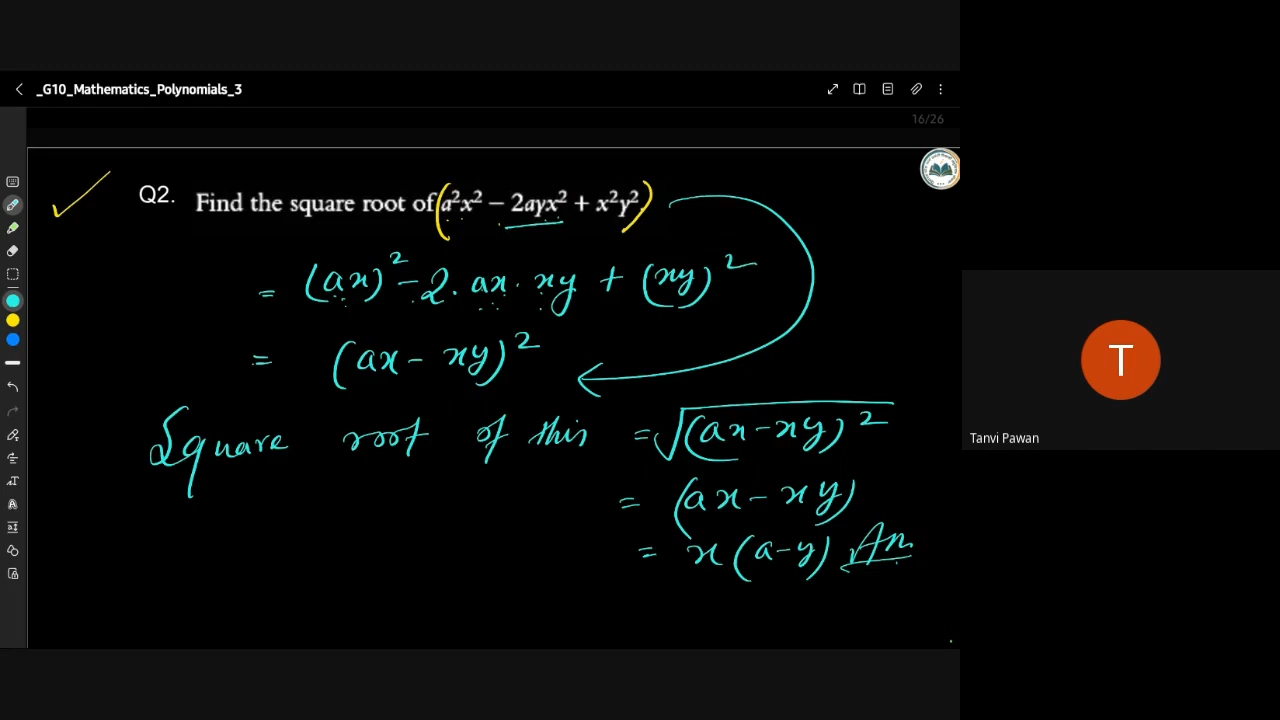 _G10_Mathematics_Polynomials_3
16/26
Q2. Find the square root of (a²x² − 2ayx² + x²y²)
= (ax)² − 2. ax. xy + (xy)²
= (ax − xy)²
Square root of this = √(ax − xy)²
= (ax − xy)
= x(a − y) An
T
Tanvi Pawan